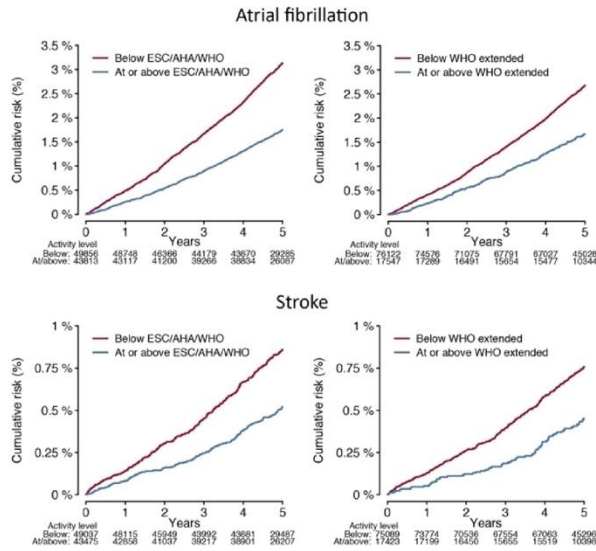 Atrial fibrillation
Cumulative risk (%)
3.5 %
3 %
2.5 %
2 %
1.5 %
1 %
0.5 %
0 %
Below ESC/AHA/WHO
At or above ESC/AHA/WHO
0 1 2 3 4 5
Years
Activity level
Below: 49856 48748 46366 44179 43670 29285
At/above: 43813 43117 41200 39266 38834 26087
Cumulative risk (%)
3.5 %
3 %
2.5 %
2 %
1.5 %
1 %
0.5 %
0 %
Below WHO extended
At or above WHO extended
0 1 2 3 4 5
Years
Activity level
Below: 76122 74576 71075 67791 67027 45028
At/above: 17547 17289 16491 15654 15477 10344
Stroke
Cumulative risk (%)
1 %
0.75 %
0.5 %
0.25 %
0 %
Below ESC/AHA/WHO
At or above ESC/AHA/WHO
0 1 2 3 4 5
Years
Activity level
Below: 49037 48115 45949 43992 43681 29487
At/above: 43475 42858 41037 39217 38901 26207
Cumulative risk (%)
1 %
0.75 %
0.5 %
0.25 %
0 %
Below WHO extended
At or above WHO extended
0 1 2 3 4 5
Years
Activity level
Below: 75089 73774 70536 67554 67063 45296
At/above: 17423 17199 16450 15655 15519 10398